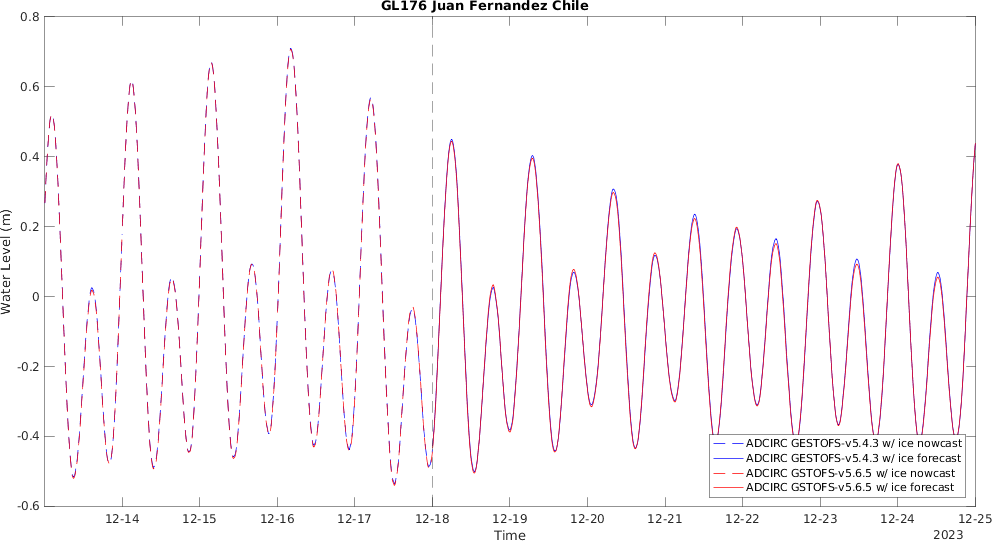 GL176 Juan Fernandez Chile
0.8
0.6
0.4
0.2
0
-0.2
-0.4
-0.6
Water Level (m)
ADCIRC GESTOFS-v5.4.3 w/ ice nowcast
ADCIRC GESTOFS-v5.4.3 w/ ice forecast
ADCIRC GSTOFS-v5.6.5 w/ ice nowcast
ADCIRC GSTOFS-v5.6.5 w/ ice forecast
12-14 12-15 12-16 12-17 12-18 12-19 12-20 12-21 12-22 12-23 12-24 12-25
Time
2023